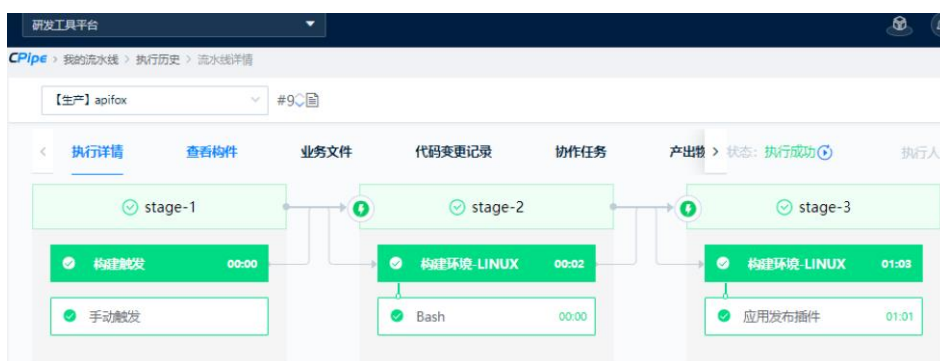 研发工具平台
CPipe > 我的流水线 > 执行历史 > 流水线详情
【生产】apifox #9
执行详情 查看构件 业务文件 代码变更记录 协作任务 产出物 状态: 执行成功 执行人
stage-1 stage-2 stage-3
构建触发 00:00 构建环境-LINUX 00:02 构建环境-LINUX 01:03
手动触发 Bash 00:00 应用发布插件 01:01